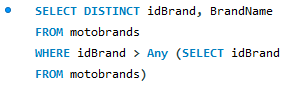 SELECT DISTINCT idBrand, BrandName
FROM motobrands
WHERE idBrand > Any (SELECT idBrand
FROM motobrands)